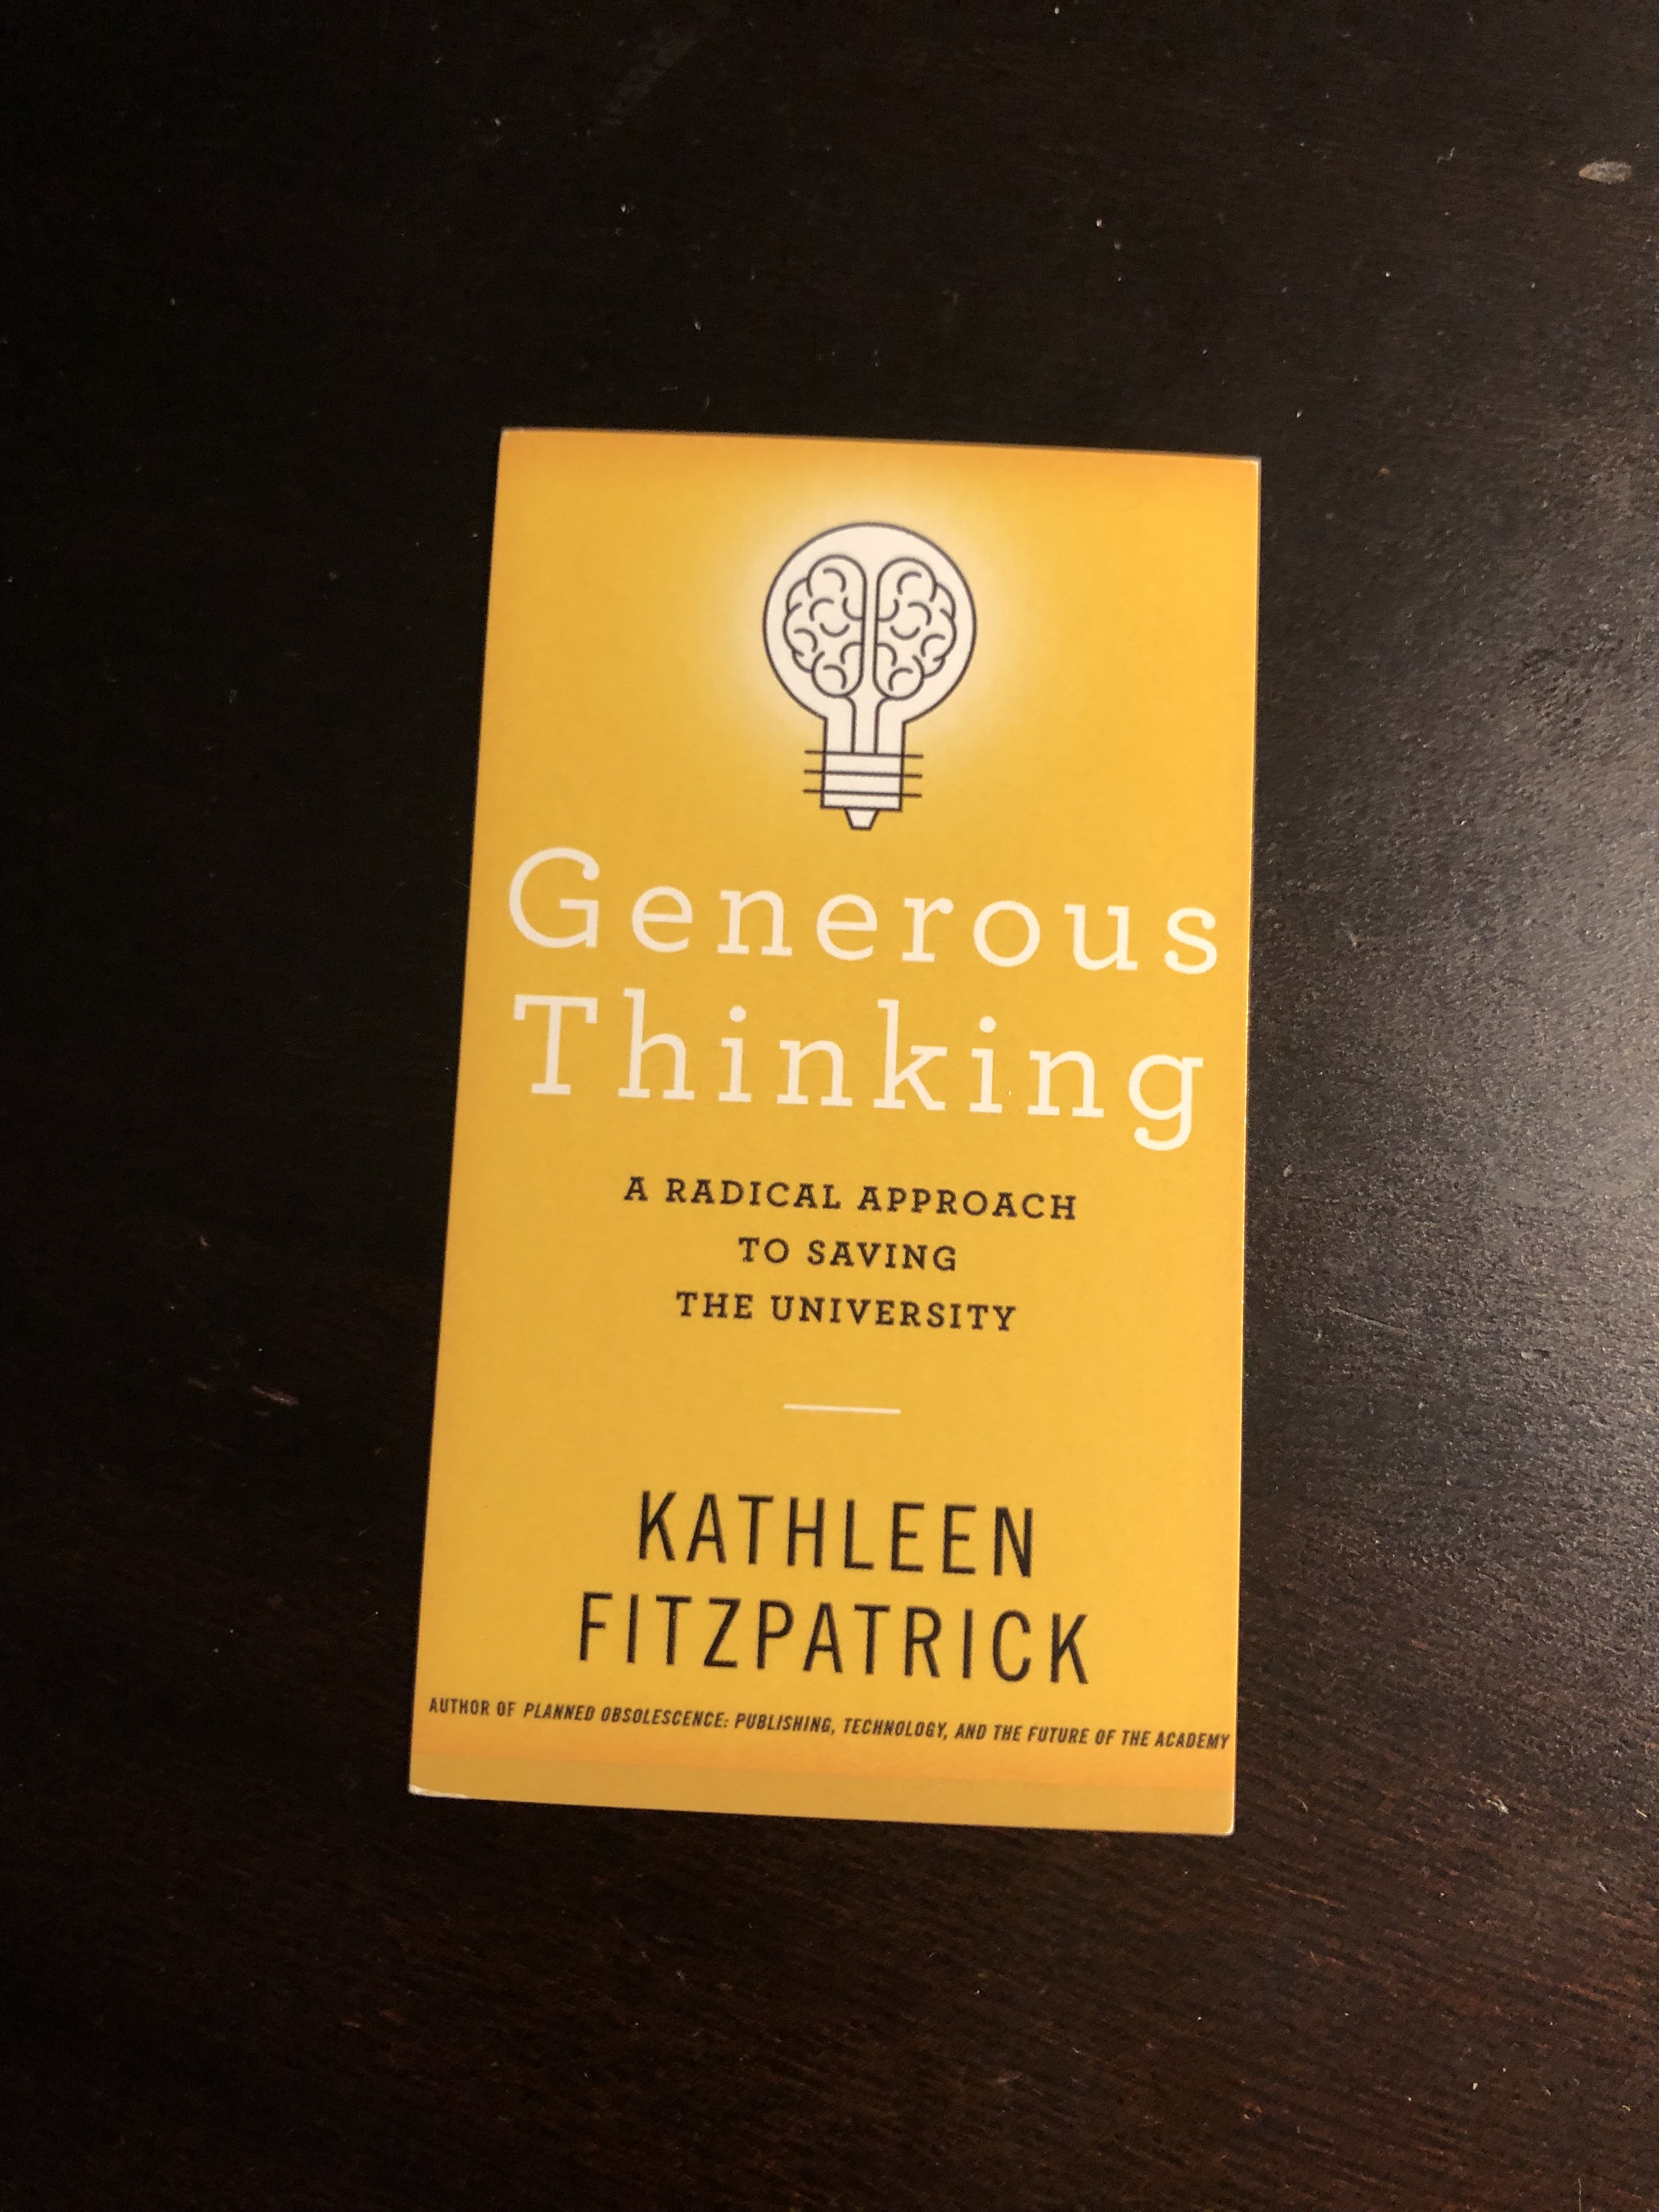 Generous
Thinking
A RADICAL APPROACH
TO SAVING
THE UNIVERSITY
KATHLEEN
FITZPATRICK
AUTHOR OF PLANNED OBSOLESCENCE: PUBLISHING, TECHNOLOGY, AND THE FUTURE OF THE ACADEMY